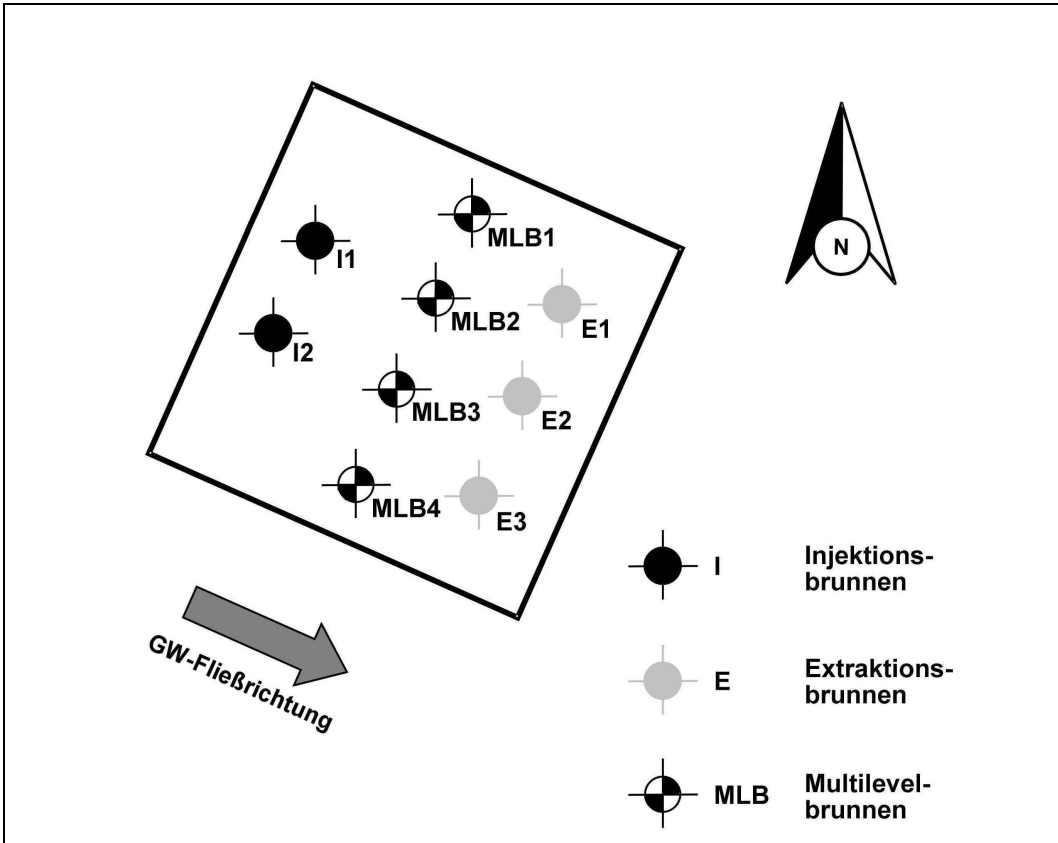 MLB1
I1
MLB2
E1
I2
MLB3
E2
MLB4
E3
N
GW-Fließrichtung
I Injektions-
brunnen
E Extraktions-
brunnen
MLB Multilevel-
brunnen